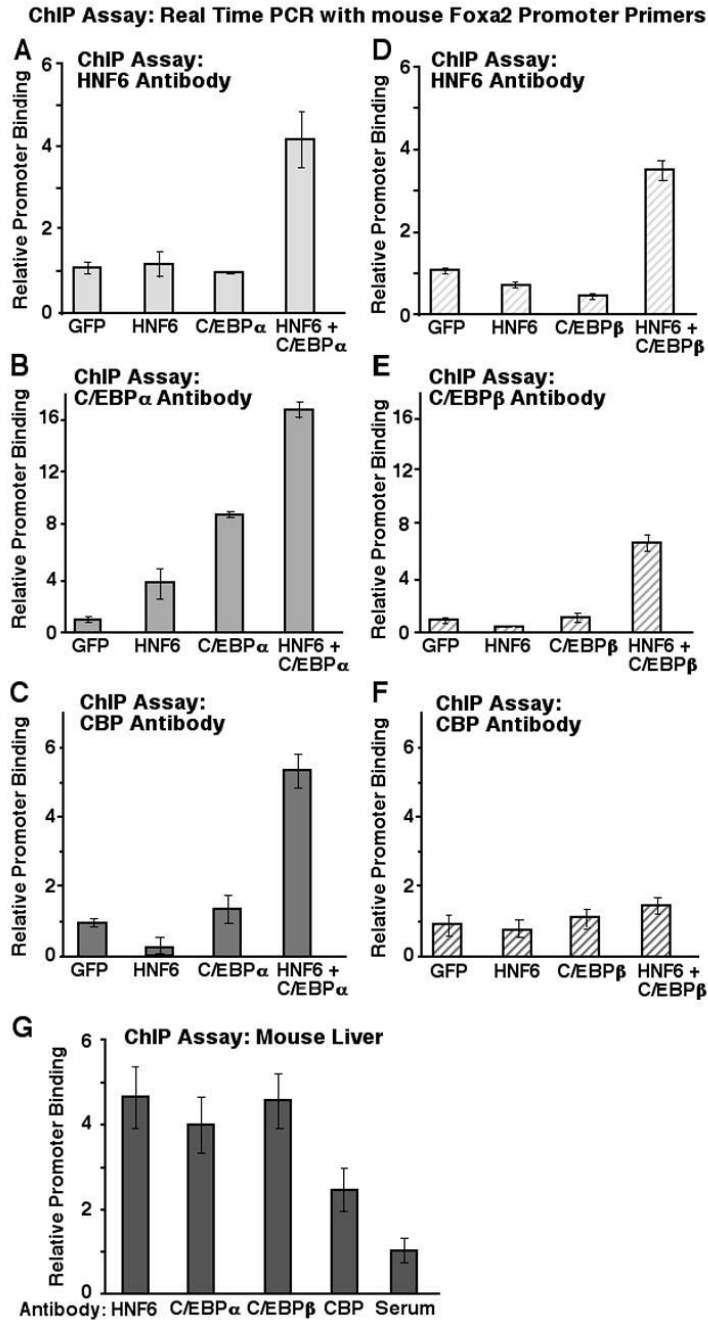 ChIP Assay: Real Time PCR with mouse Foxa2 Promoter Primers
A
ChIP Assay:
HNF6 Antibody
Relative Promoter Binding
6
4
2
0
GFP HNF6 C/EBPα HNF6 +
C/EBPα
D
ChIP Assay:
HNF6 Antibody
Relative Promoter Binding
6
4
2
0
GFP HNF6 C/EBPβ HNF6 +
C/EBPβ
B
ChIP Assay:
C/EBPα Antibody
Relative Promoter Binding
16
12
8
4
0
GFP HNF6 C/EBPα HNF6 +
C/EBPα
E
ChIP Assay:
C/EBPβ Antibody
Relative Promoter Binding
16
12
8
4
0
GFP HNF6 C/EBPβ HNF6 +
C/EBPβ
C
ChIP Assay:
CBP Antibody
Relative Promoter Binding
6
4
2
0
GFP HNF6 C/EBPα HNF6 +
C/EBPα
F
ChIP Assay:
CBP Antibody
Relative Promoter Binding
6
4
2
0
GFP HNF6 C/EBPβ HNF6 +
C/EBPβ
G
ChIP Assay: Mouse Liver
Relative Promoter Binding
6
4
2
0
Antibody: HNF6 C/EBPα C/EBPβ CBP Serum